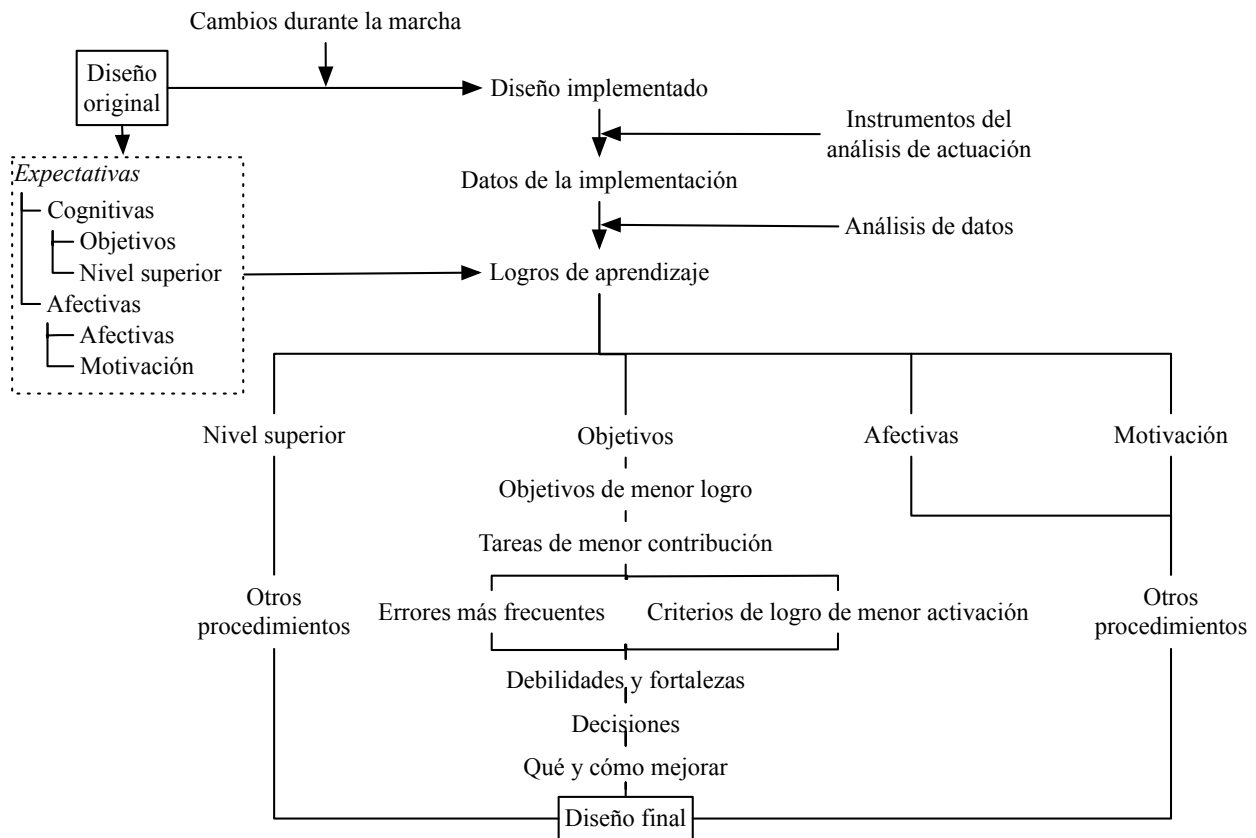 Cambios durante la marcha
Diseño
original
Diseño implementado
Instrumentos del
análisis de actuación
Expectativas
Cognitivas
Objetivos
Nivel superior
Afectivas
Afectivas
Motivación
Datos de la implementación
Análisis de datos
Logros de aprendizaje
Nivel superior
Objetivos
Afectivas
Motivación
Objetivos de menor logro
Tareas de menor contribución
Otros
procedimientos
Errores más frecuentes
Criterios de logro de menor activación
Otros
procedimientos
Debilidades y fortalezas
Decisiones
Qué y cómo mejorar
Diseño final